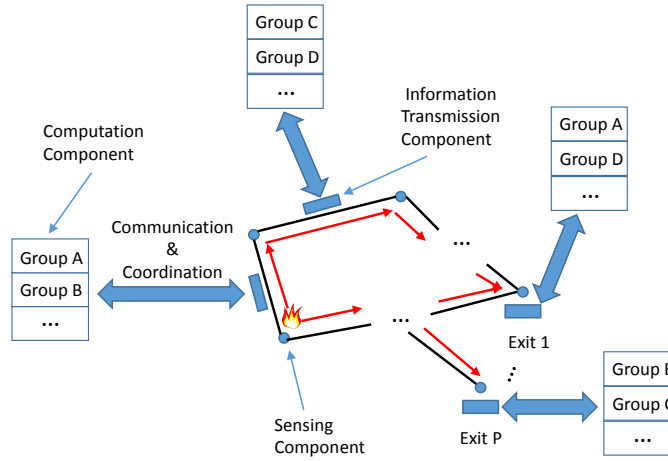 Group C
Group D
...
Information
Transmission
Component
Computation
Component
Group A
Group D
...
Communication
&
Coordination
Group A
Group B
...
...
...
Exit 1
...
Group
Group
...
Sensing
Component
Exit P